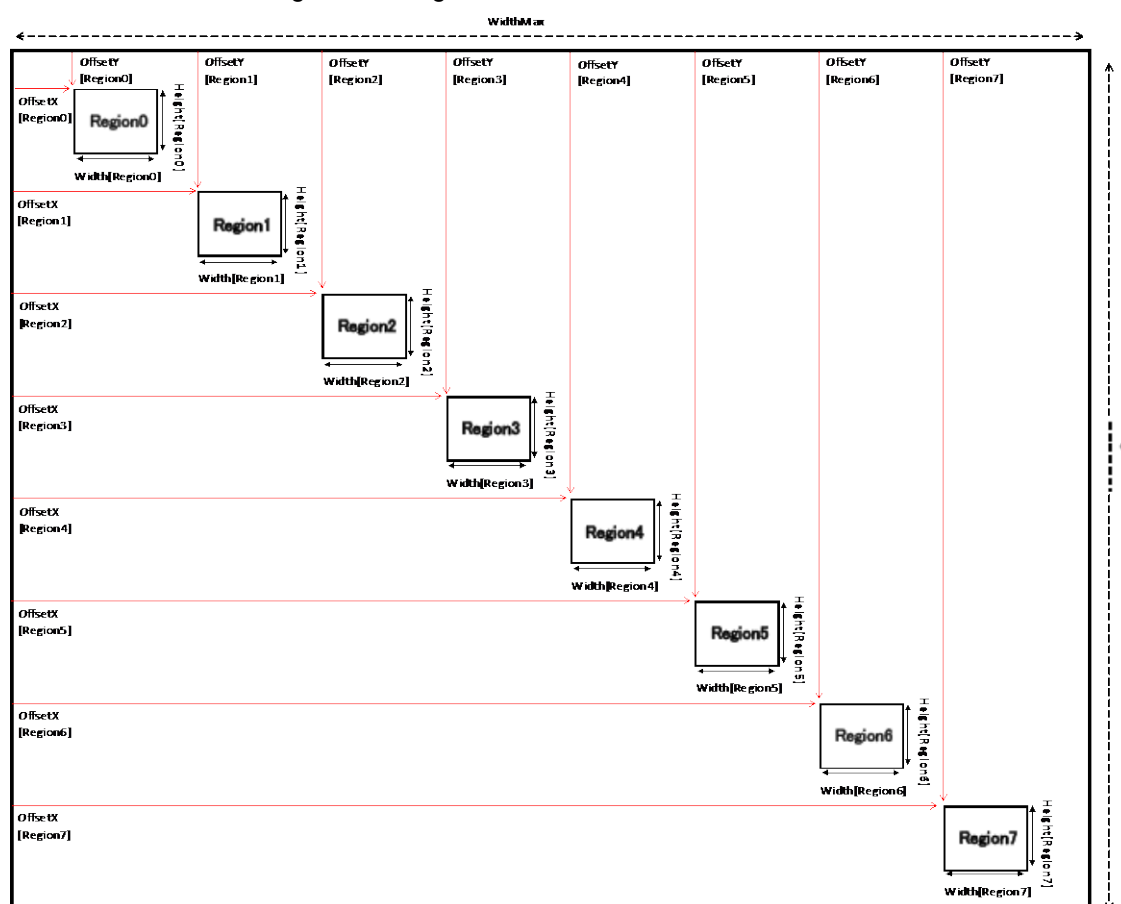 WidthMax
OffsetY
[Region0]
OffsetY
[Region1]
OffsetY
[Region2]
OffsetY
[Region3]
OffsetY
[Region4]
OffsetY
[Region5]
OffsetY
[Region6]
OffsetY
[Region7]
OffsetX
[Region0]
Region0
Height[Region0]
Width[Region0]
OffsetX
[Region1]
Region1
Height[Region1]
Width[Region1]
OffsetX
[Region2]
Region2
Height[Region2]
Width[Region2]
OffsetX
[Region3]
Region3
Height[Region3]
Width[Region3]
OffsetX
[Region4]
Region4
Height[Region4]
Width[Region4]
OffsetX
[Region5]
Region5
Height[Region5]
Width[Region5]
OffsetX
[Region6]
Region6
Height[Region6]
Width[Region6]
OffsetX
[Region7]
Region7
Height[Region7]
Width[Region7]